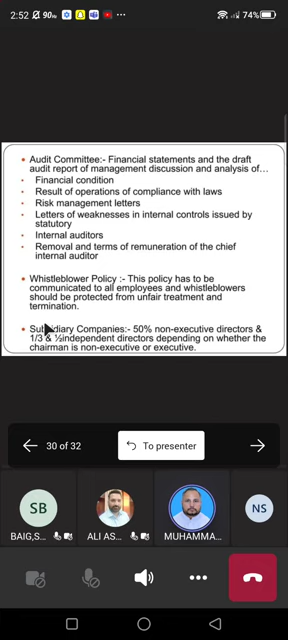 2:52 90%
74%
• Audit Committee:- Financial statements and the draft
audit report of management discussion and analysis of…
• Financial condition
• Result of operations of compliance with laws
• Risk management letters
• Letters of weaknesses in internal controls issued by
statutory
• Internal auditors
• Removal and terms of remuneration of the chief
internal auditor
• Whistleblower Policy :- This policy has to be
communicated to all employees and whistleblowers
should be protected from unfair treatment and
termination.
• Subsidiary Companies:- 50% non-executive directors &
1/3 & ½independent directors depending on whether the
chairman is non-executive or executive.
30 of 32
To presenter
SB
NS
BAIG,S...
ALI AS...
MUHAMMA...